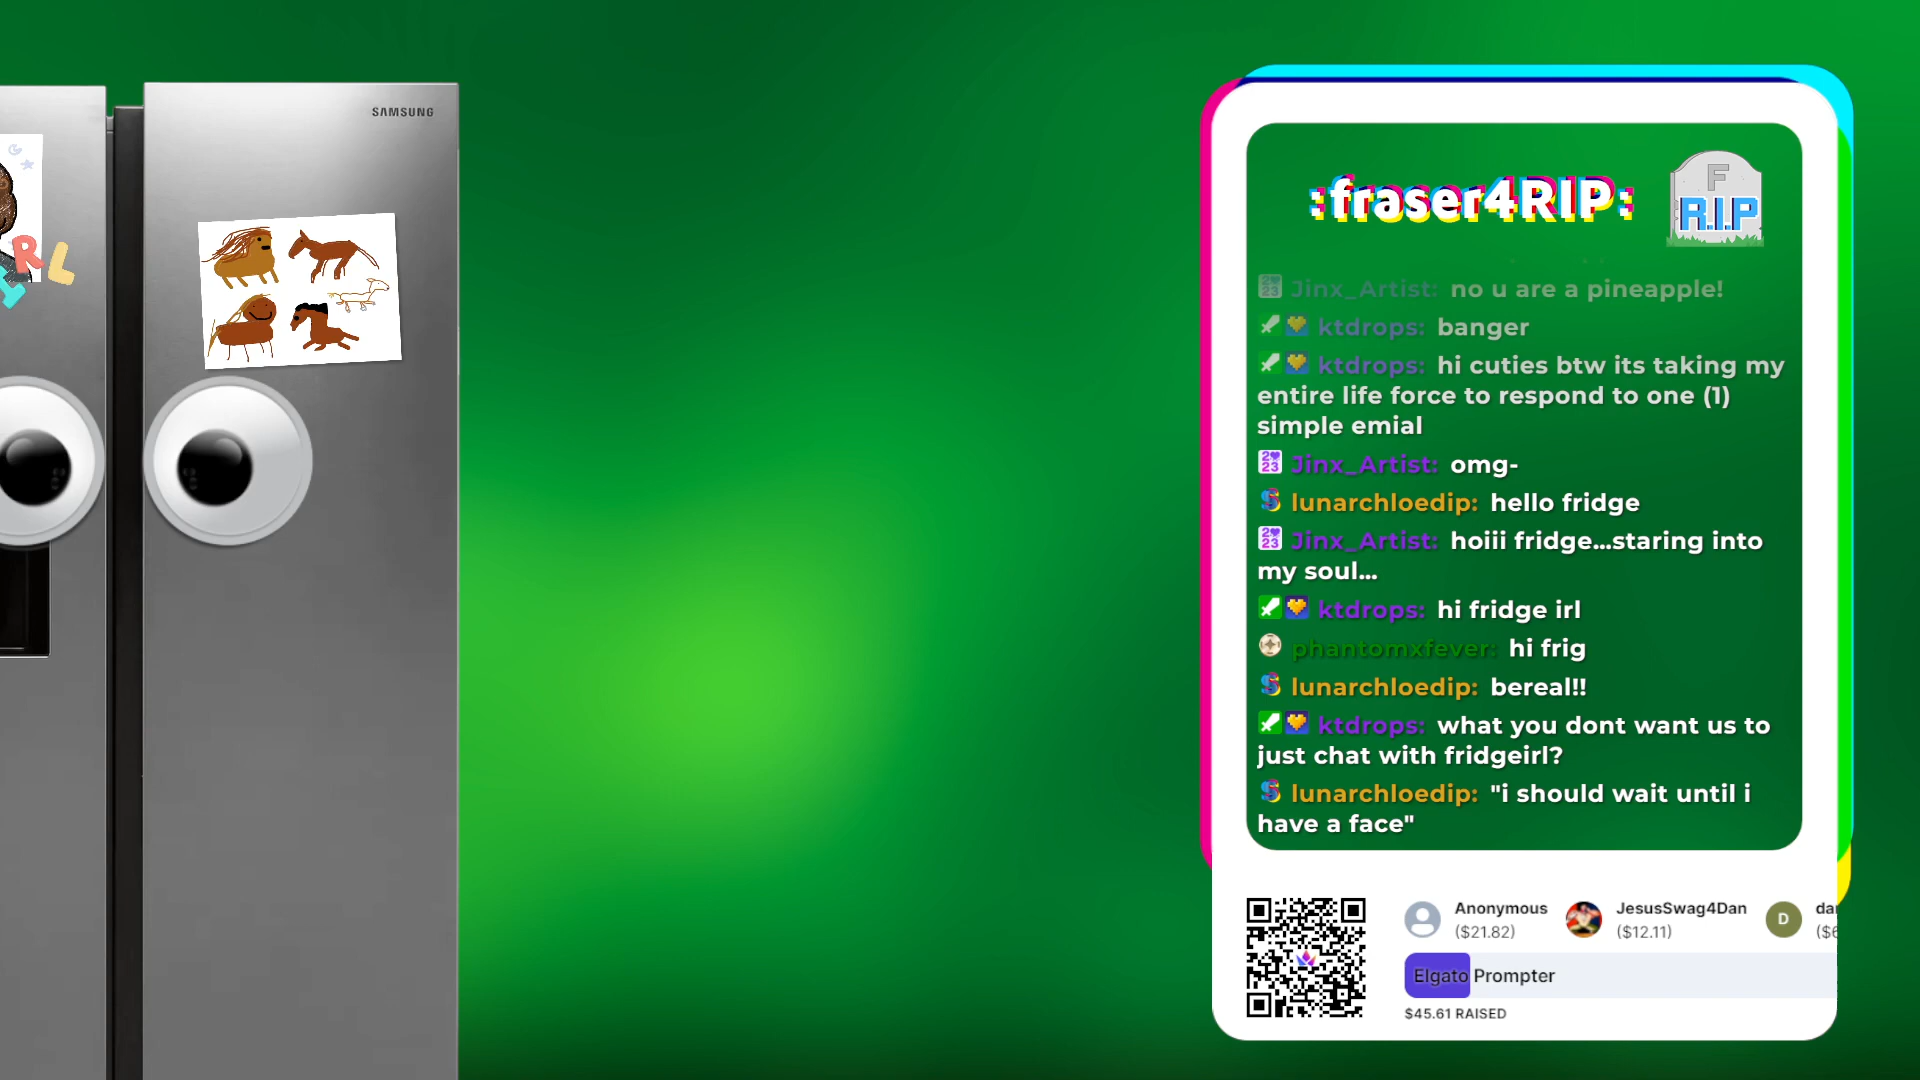 SAMSUNG
I R L
:fraser4RIP:
F
R.I.P
Jinx_Artist: no u are a pineapple!
ktdrops: banger
ktdrops: hi cuties btw its taking my
entire life force to respond to one (1)
simple emial
Jinx_Artist: omg-
lunarchloedip: hello fridge
Jinx_Artist: hoiii fridge...staring into
my soul...
ktdrops: hi fridge irl
phantomxfever: hi frig
lunarchloedip: bereal!!
ktdrops: what you dont want us to
just chat with fridgeirl?
lunarchloedip: "i should wait until i
have a face"
Anonymous
($21.82)
JesusSwag4Dan
($12.11)
D
Elgato Prompter
$45.61 RAISED